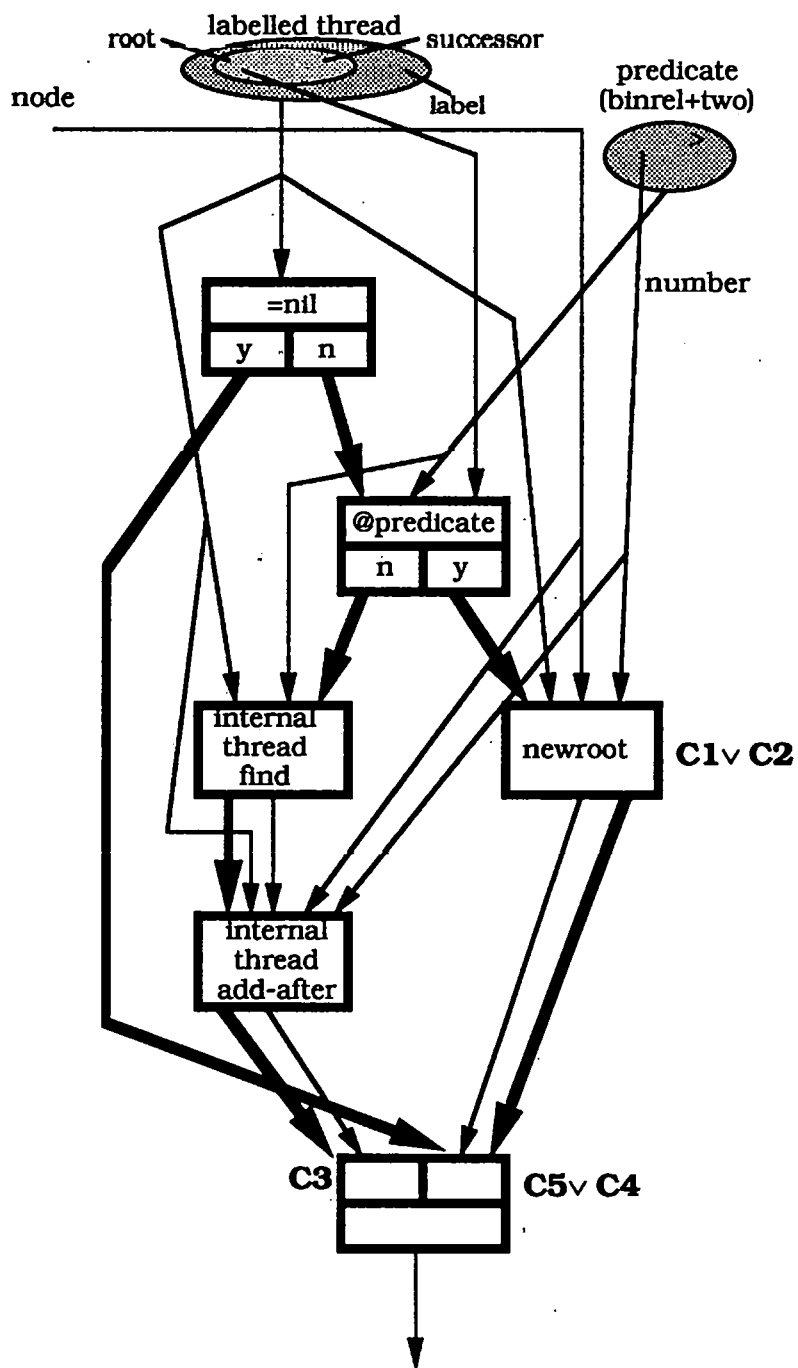 labelled thread
root
successor
node
label
predicate
(binrel+two)
>
number
=nil
y
n
@predicate
n
y
internal
thread
find
newroot
C1∨ C2
internal
thread
add-after
C3
C5∨ C4